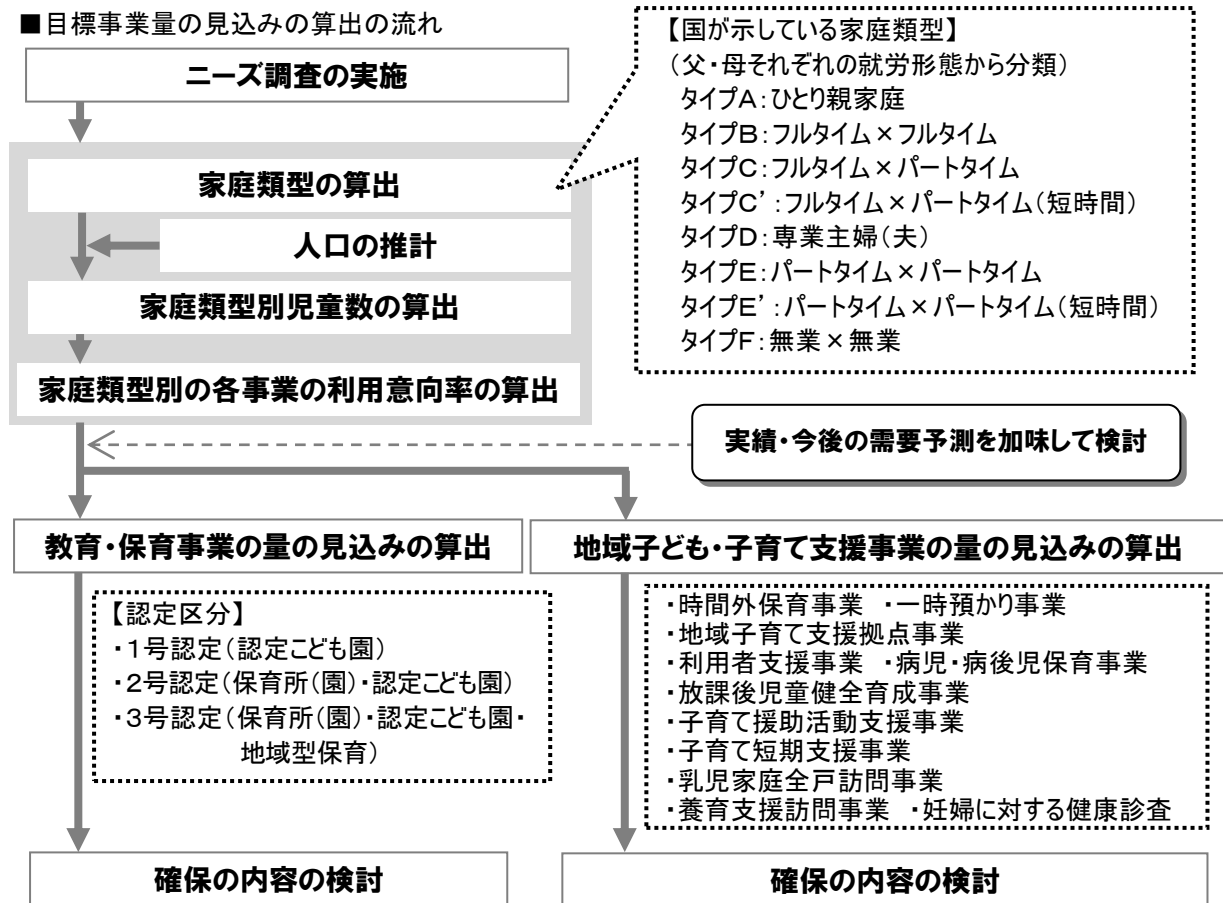 ■目標事業量の見込みの算出の流れ
ニーズ調査の実施
家庭類型の算出
人口の推計
家庭類型別児童数の算出
家庭類型別の各事業の利用意向率の算出
【国が示している家庭類型】
(父・母それぞれの就労形態から分類)
タイプA:ひとり親家庭
タイプB:フルタイム×フルタイム
タイプC:フルタイム×パートタイム
タイプC’:フルタイム×パートタイム(短時間)
タイプD:専業主婦(夫)
タイプE:パートタイム×パートタイム
タイプE’:パートタイム×パートタイム(短時間)
タイプF:無業×無業
実績・今後の需要予測を加味して検討
教育・保育事業の量の見込みの算出
【認定区分】
・1号認定(認定こども園)
・2号認定(保育所(園)・認定こども園)
・3号認定(保育所(園)・認定こども園・
地域型保育)
確保の内容の検討
地域子ども・子育て支援事業の量の見込みの算出
・時間外保育事業 ・一時預かり事業
・地域子育て支援拠点事業
・利用者支援事業 ・病児・病後児保育事業
・放課後児童健全育成事業
・子育て援助活動支援事業
・子育て短期支援事業
・乳児家庭全戸訪問事業
・養育支援訪問事業 ・妊婦に対する健康診査
確保の内容の検討